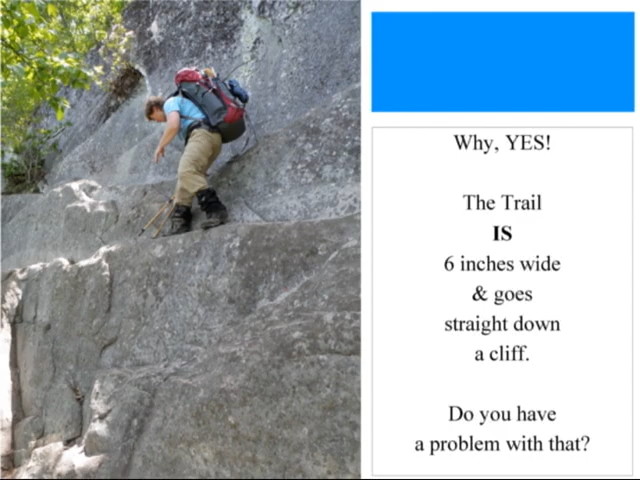 Why, YES!
The Trail
IS
6 inches wide
& goes
straight down
a cliff.
Do you have
a problem with that?